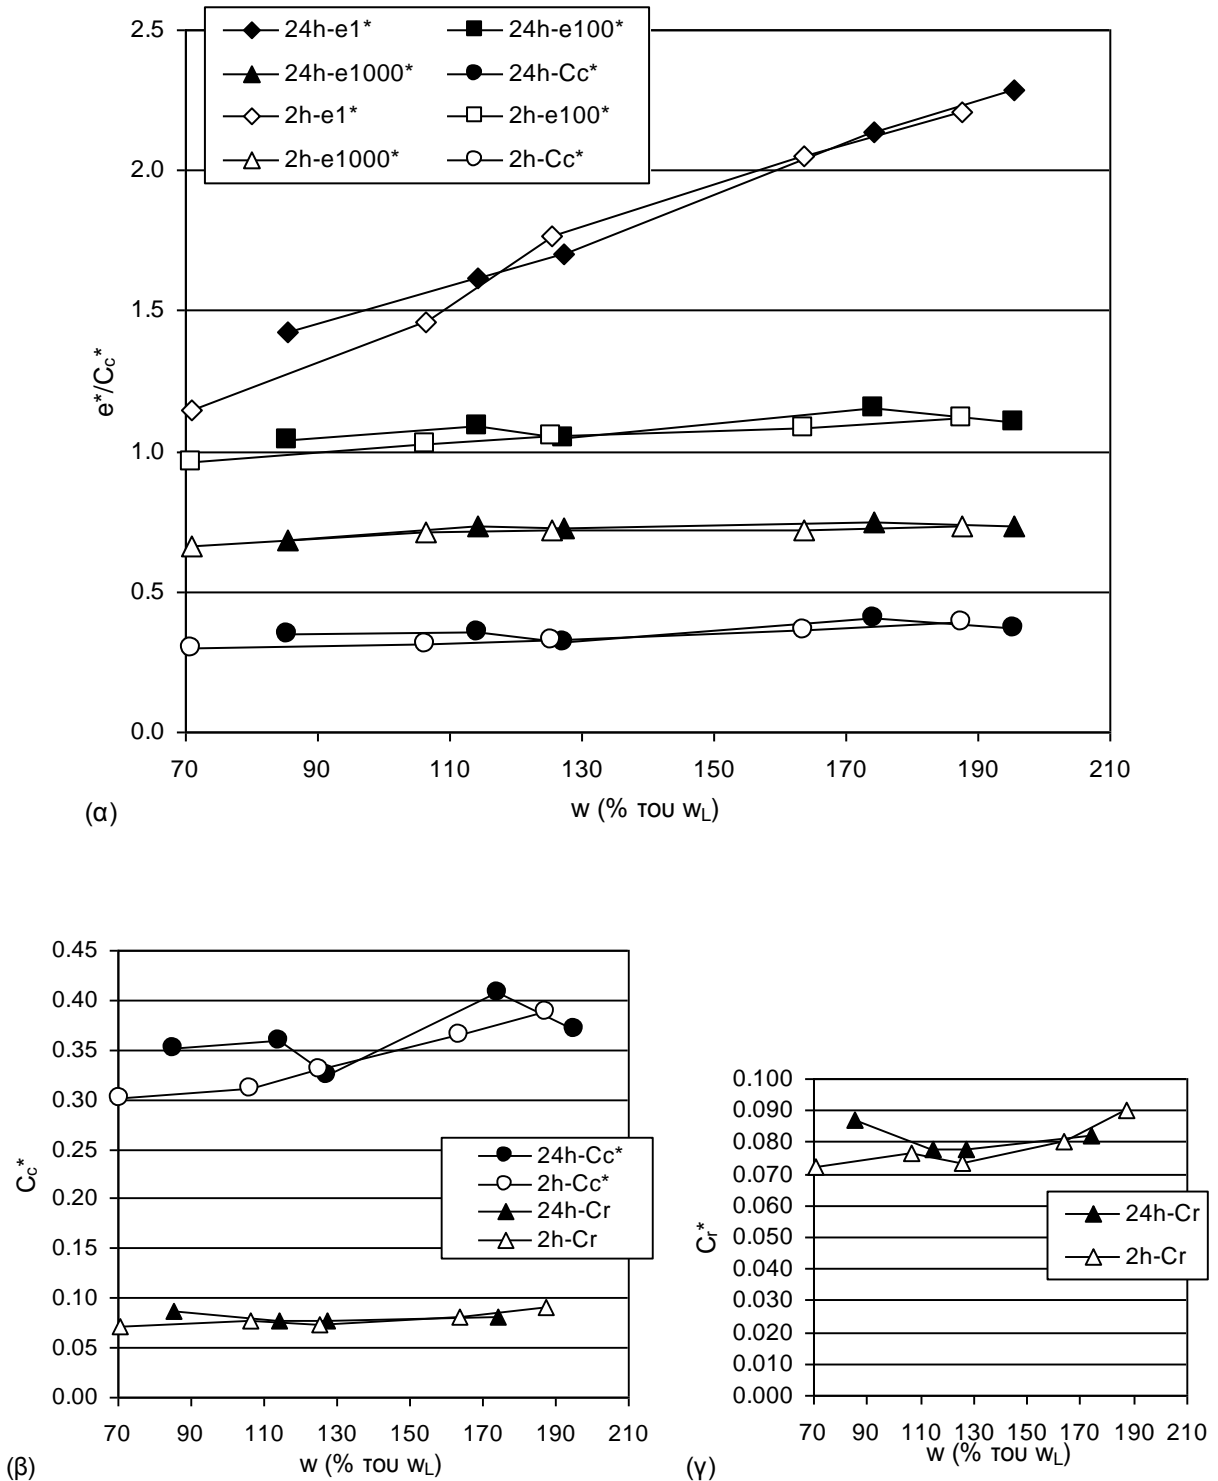 2.5
24h-e1* 24h-e100*
24h-e1000* 24h-Cc*
2h-e1* 2h-e100*
2h-e1000* 2h-Cc*
2.0
1.5
1.0
0.5
0.0
e*/Cc*
70 90 110 130 150 170 190 210
w (% του wL)
(α)
0.45
0.40
0.35
0.30
0.25
0.20
0.15
0.10
0.05
0.00
Cc*
24h-Cc*
2h-Cc*
24h-Cr
2h-Cr
70 90 110 130 150 170 190 210
w (% του wL)
(β)
0.100
0.090
0.080
0.070
0.060
0.050
0.040
0.030
0.020
0.010
0.000
Cr*
24h-Cr
2h-Cr
70 90 110 130 150 170 190 210
w (% του wL)
(γ)